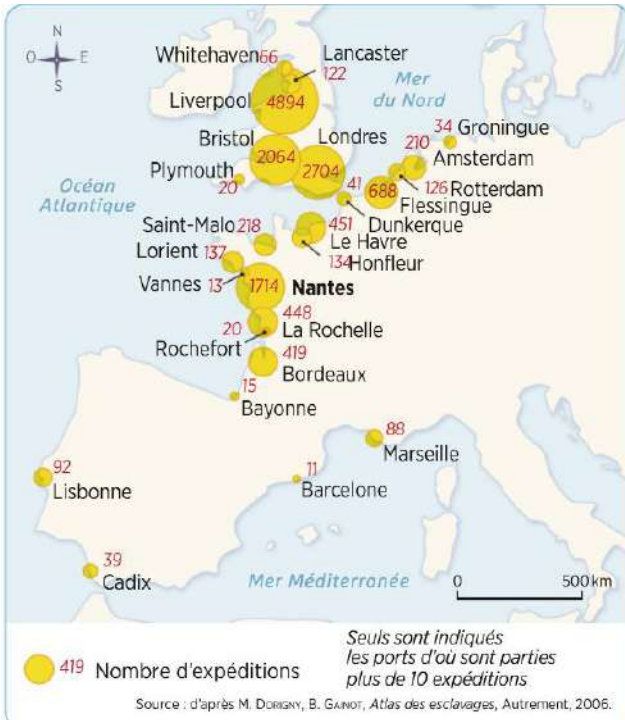 N
O E
S
Whitehaven 66
Lancaster
122
Mer
du Nord
Liverpool 4894
34 Groningue
Bristol
Londres
210
Amsterdam
2064
2704
Plymouth
20
41
688
126 Rotterdam
Flessingue
Océan
Atlantique
Dunkerque
Saint-Malo 218
451
Le Havre
Lorient 137
134 Honfleur
Vannes 13
1714
Nantes
448
20
La Rochelle
Rochefort
419
Bordeaux
15
Bayonne
88
Marseille
92
Lisbonne
11
Barcelone
39
Cadix
Mer Méditerranée
0 500 km
419 Nombre d'expéditions
Seuls sont indiqués
les ports d'où sont parties
plus de 10 expéditions
Source : d'après M. DORIGNY, B. GAINOT, Atlas des esclavages, Autrement, 2006.